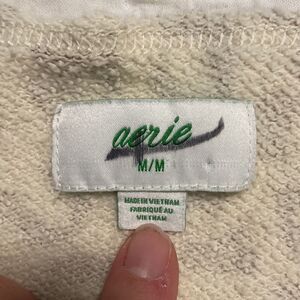 aerie
M/M
MADE IN VIETNAM
FABRIQUÉ AU
VIETNAM